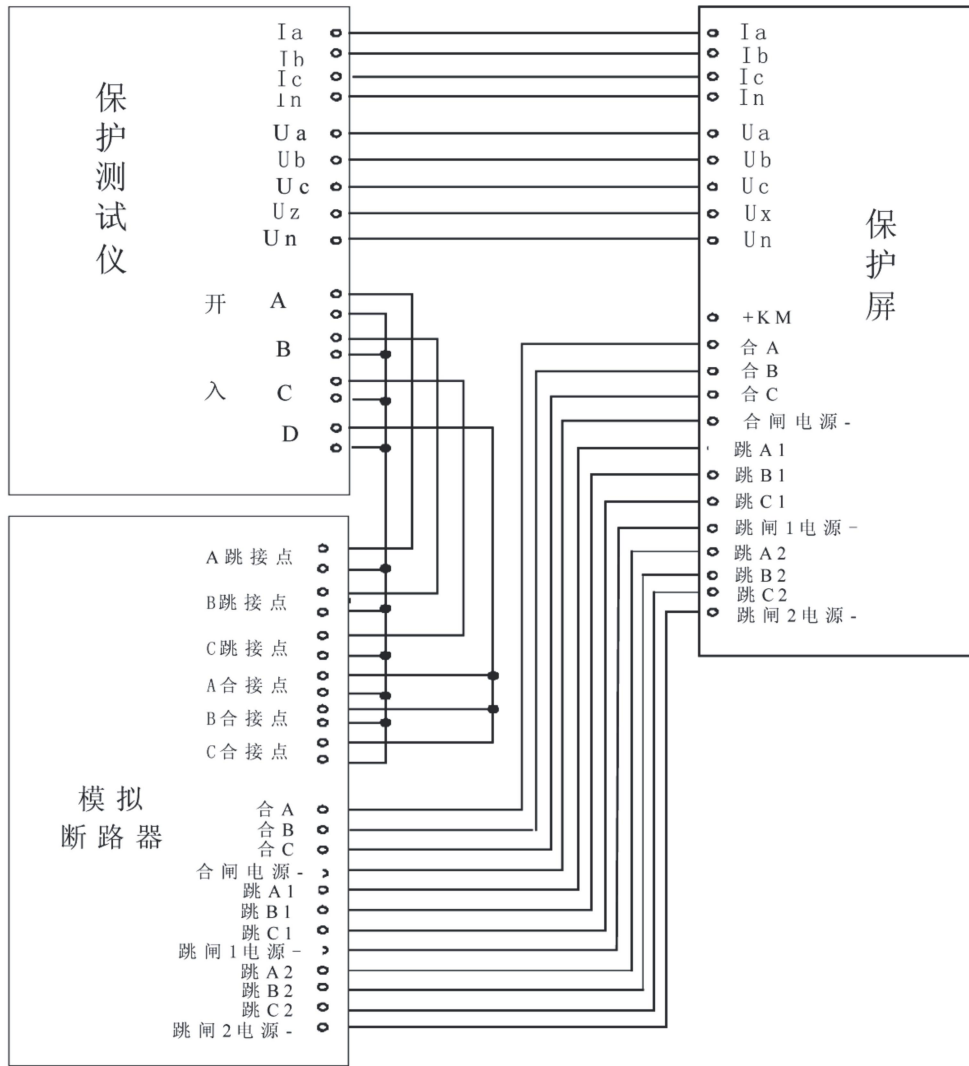 保护测试仪
Ia
Ib
Ic
In
Ua
Ub
Uc
Uz
Un
开入
A
B
C
D
保护屏
Ia
Ib
Ic
In
Ua
Ub
Uc
Ux
Un
+KM
合A
合B
合C
合闸电源-
跳A1
跳B1
跳C1
跳闸1电源-
跳A2
跳B2
跳C2
跳闸2电源-
模拟
断路器
A跳接点
B跳接点
C跳接点
A合接点
B合接点
C合接点
合A
合B
合C
合闸电源-
跳A1
跳B1
跳C1
跳闸1电源-
跳A2
跳B2
跳C2
跳闸2电源-